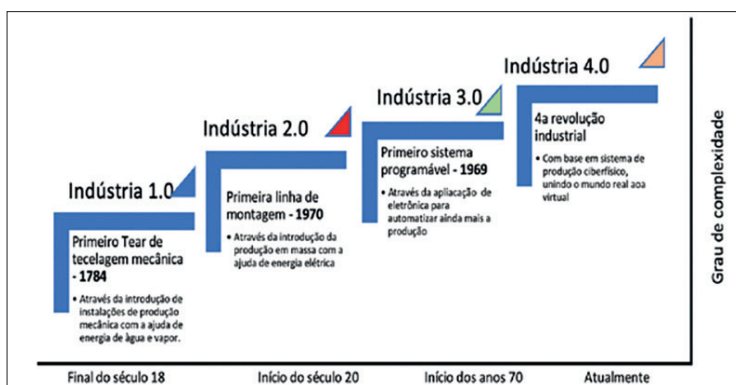 Indústria 1.0
Primeiro Tear de
tecelagem mecânica
- 1784
• Através da introdução de
instalações de produção
mecânica com a ajuda de
energia de àgua e vapor.
Indústria 2.0
Primeira linha de
montagem - 1970
• Através da introdução da
produção em massa com a
ajuda de energia elétrica
Indústria 3.0
Primeiro sistema
programável - 1969
• Através da apliacação de
eletrônica para
automatizar ainda mais a
produção
Indústria 4.0
4a revolução
industrial
• Com base em sistema de
produção ciberfísico,
unindo o mundo real aoa
virtual
Grau de complexidade
Final do século 18
Início do século 20
Início dos anos 70
Atualmente